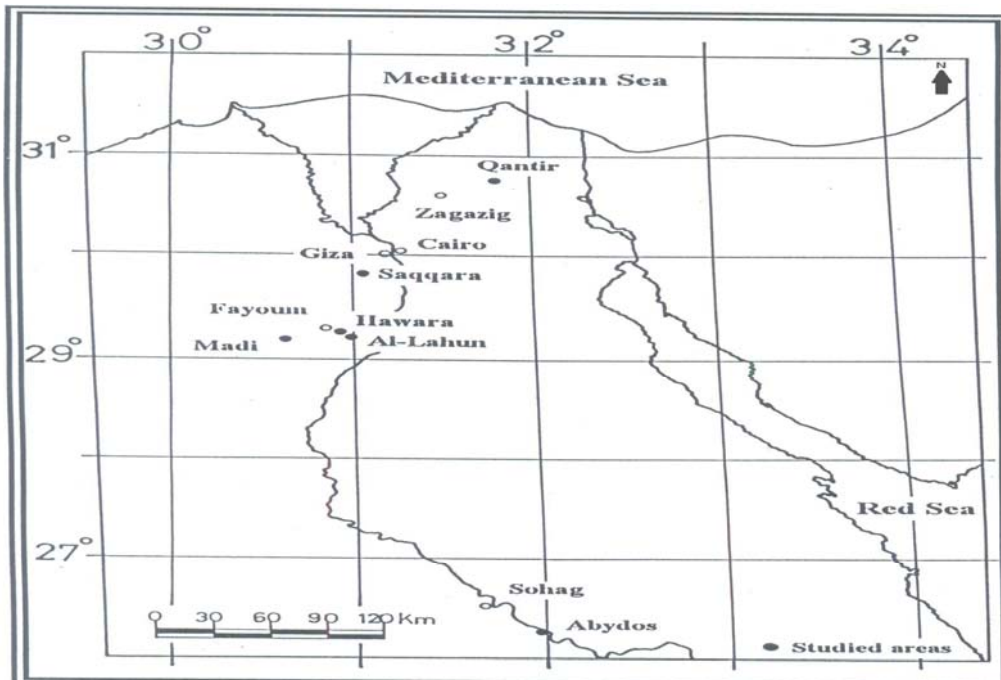 30° 32° 34°
N
Mediterranean Sea
31°
Qantir
Zagazig
Cairo
Giza
Saqqara
Fayoum
Hawara
Madi
Al-Lahun
29°
Red Sea
27°
Sohag
0 30 60 90 120 Km
Abydos
Studied areas